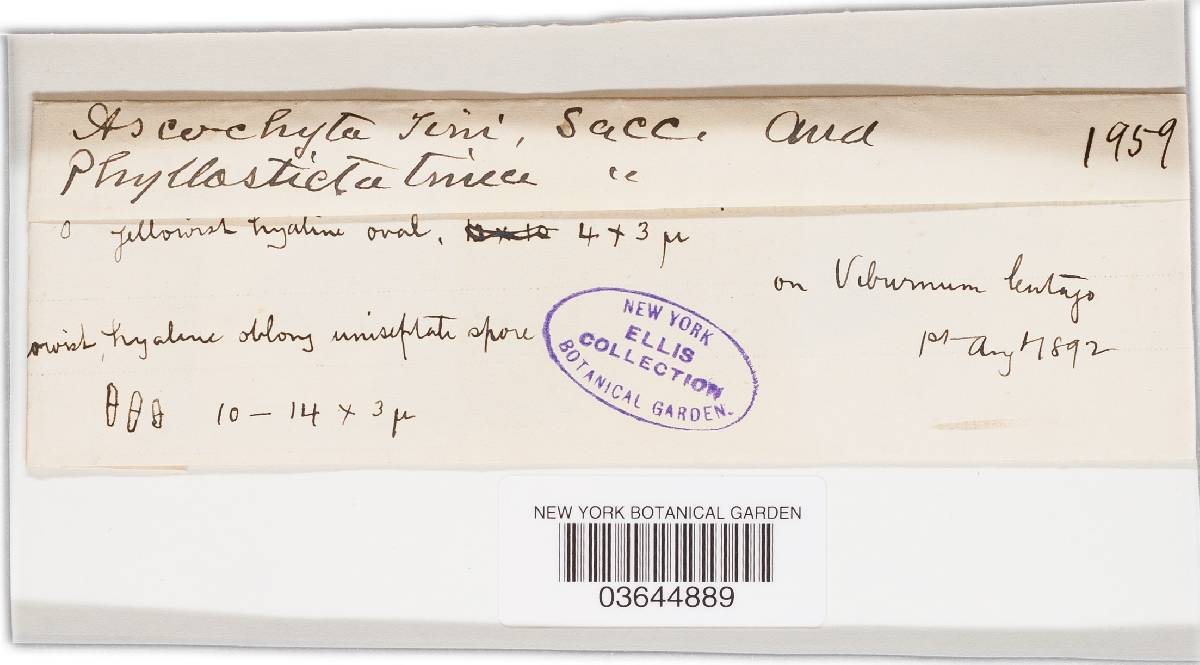 Ascochyta Tini, Sacc. and
Phyllosticta tinea "
1959
yellowish hyaline oval, 4 x 3 µ
on Viburnum lentago
1st Augt 1892
owish, hyaline oblong uniseptate spore
10 – 14 x 3 µ
NEW YORK
ELLIS
COLLECTION
BOTANICAL GARDEN.
NEW YORK BOTANICAL GARDEN
03644889